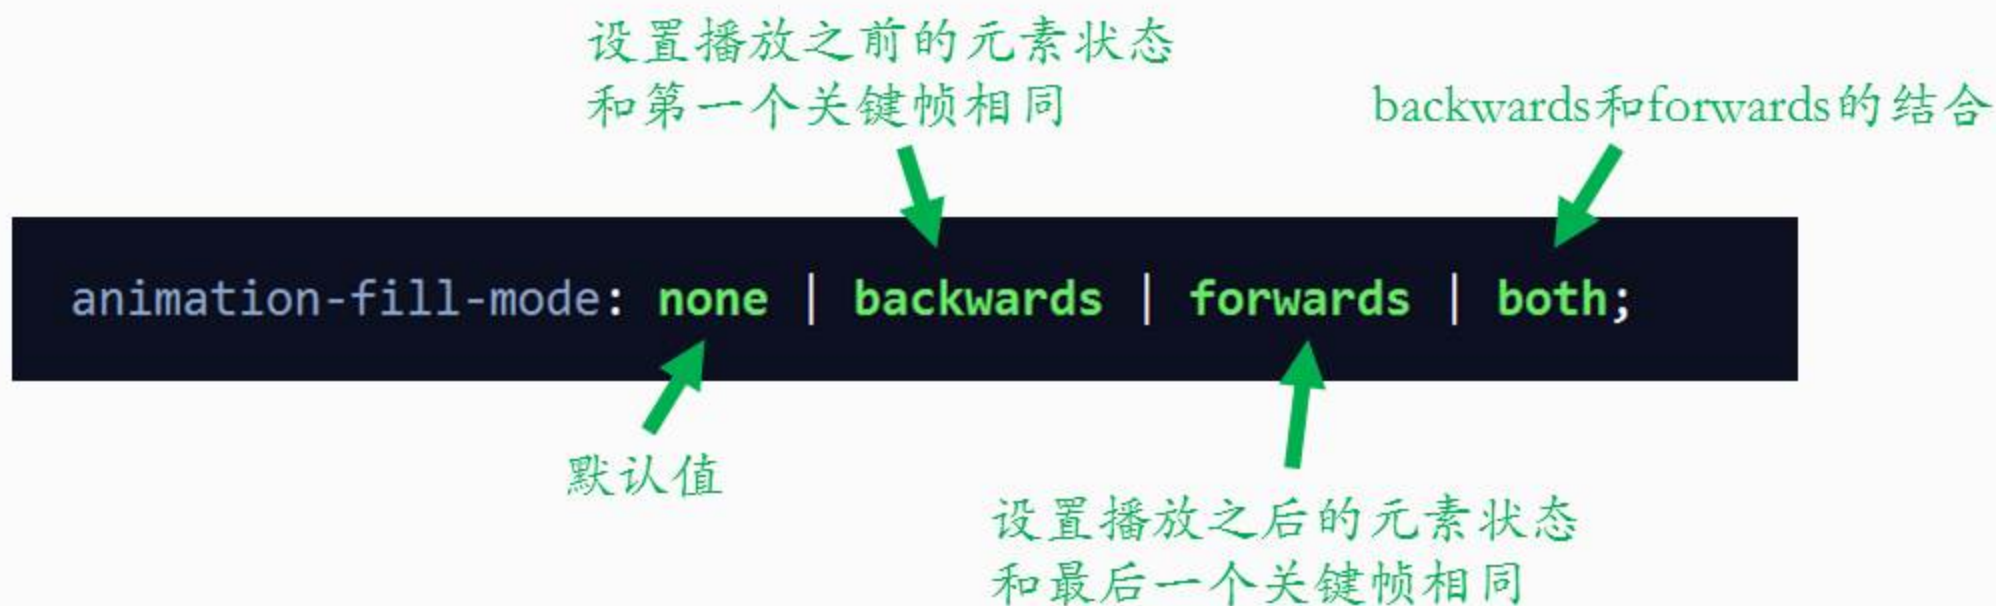 设置播放之前的元素状态
和第一个关键帧相同
backwards和forwards的结合
animation-fill-mode: none | backwards | forwards | both;
默认值
设置播放之后的元素状态
和最后一个关键帧相同